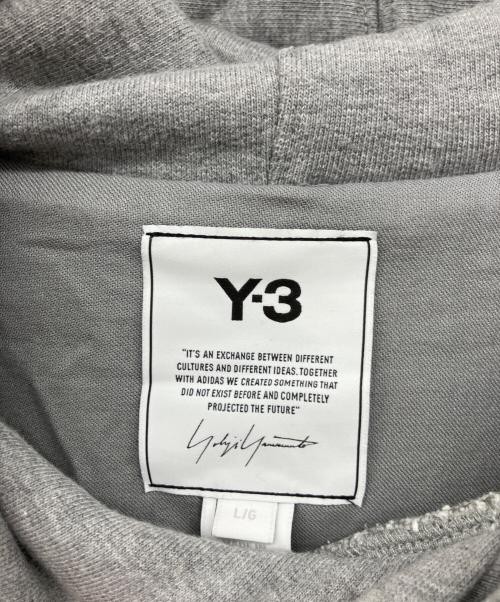 Y-3
"IT'S AN EXCHANGE BETWEEN DIFFERENT
CULTURES AND DIFFERENT IDEAS. TOGETHER
WITH ADIDAS WE CREATED SOMETHING THAT
DID NOT EXIST BEFORE AND COMPLETELY
PROJECTED THE FUTURE"
Yohji Yamamoto
L/G